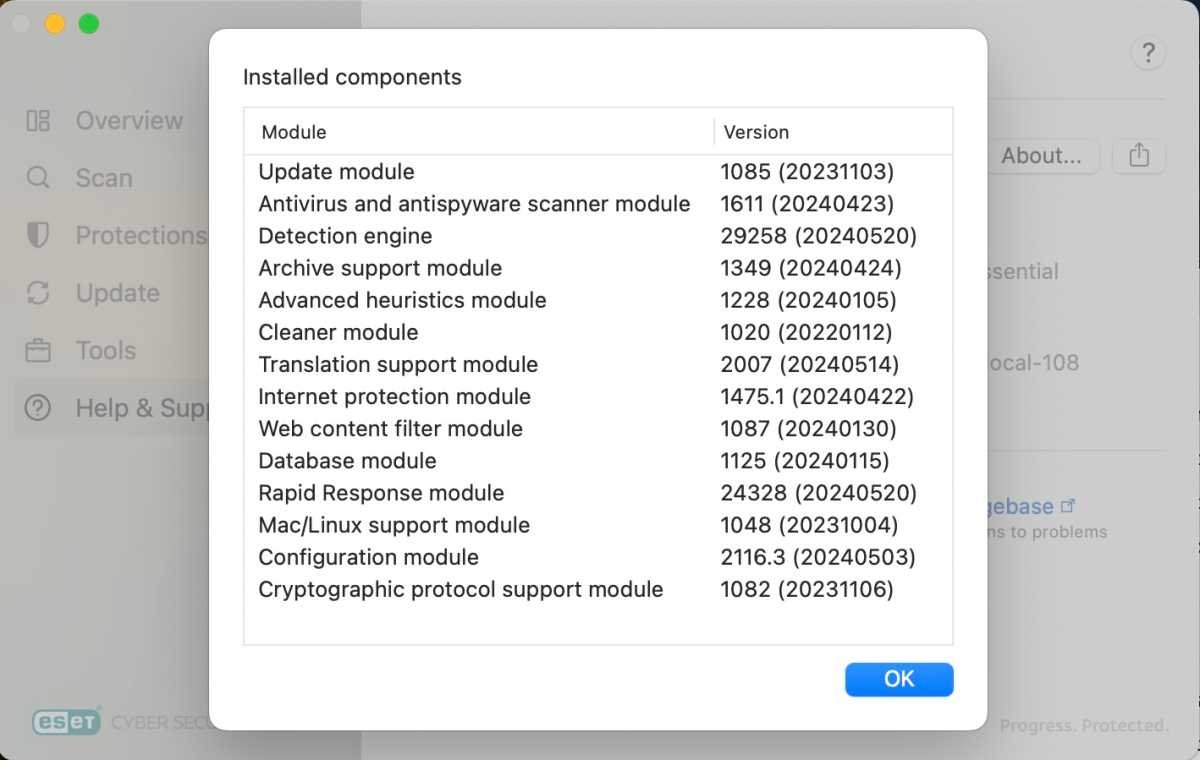 Installed components
Module Version
Update module 1085 (20231103)
Antivirus and antispyware scanner module 1611 (20240423)
Detection engine 29258 (20240520)
Archive support module 1349 (20240424)
Advanced heuristics module 1228 (20240105)
Cleaner module 1020 (20220112)
Translation support module 2007 (20240514)
Internet protection module 1475.1 (20240422)
Web content filter module 1087 (20240130)
Database module 1125 (20240115)
Rapid Response module 24328 (20240520)
Mac/Linux support module 1048 (20231004)
Configuration module 2116.3 (20240503)
Cryptographic protocol support module 1082 (20231106)
OK
Overview
Scan
Protections
Update
Tools
Help & Supp
eset CYBER SECU
?
About...
ssential
ocal-108
gebase
ns to problems
Progress. Protected.